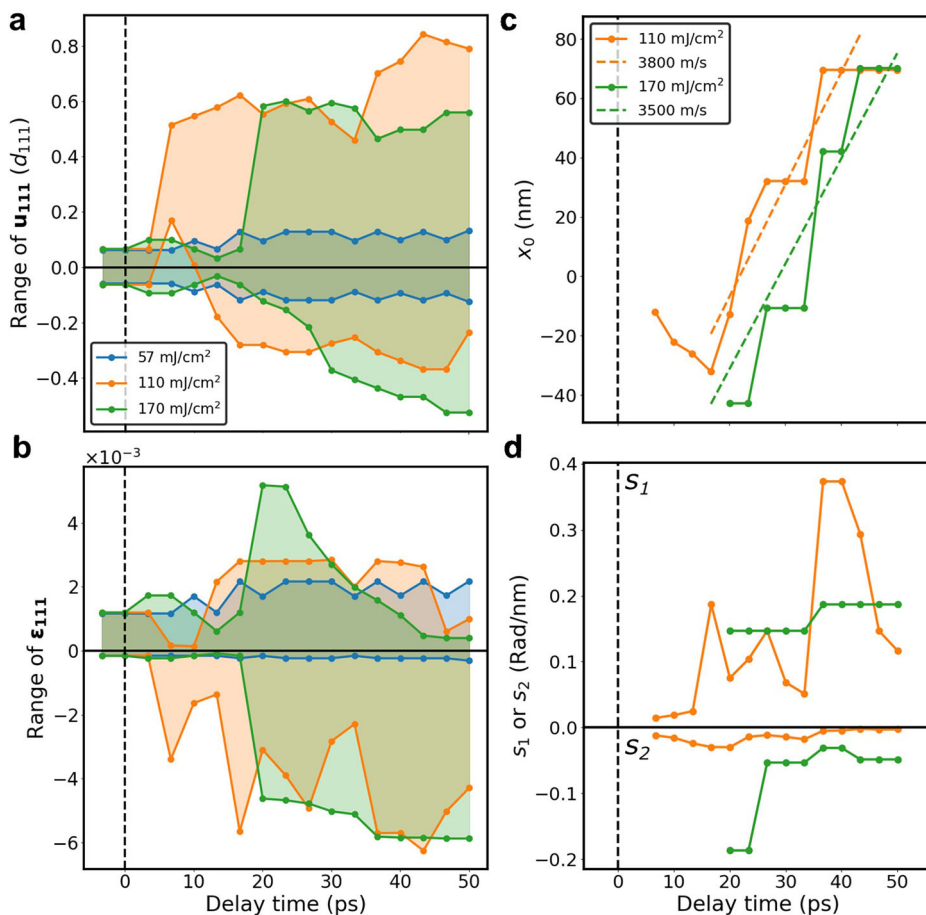 a
0.8
0.6
0.4
0.2
0.0
−0.2
−0.4
Range of u₁₁₁ (d₁₁₁)
57 mJ/cm²
110 mJ/cm²
170 mJ/cm²
b
×10⁻³
4
2
0
−2
−4
−6
Range of ε₁₁₁
0 10 20 30 40 50
Delay time (ps)
c
80
60
40
20
0
−20
−40
x₀ (nm)
110 mJ/cm²
3800 m/s
170 mJ/cm²
3500 m/s
d
0.4
0.3
0.2
0.1
0.0
−0.1
−0.2
s₁ or s₂ (Rad/nm)
S₁
S₂
0 10 20 30 40 50
Delay time (ps)